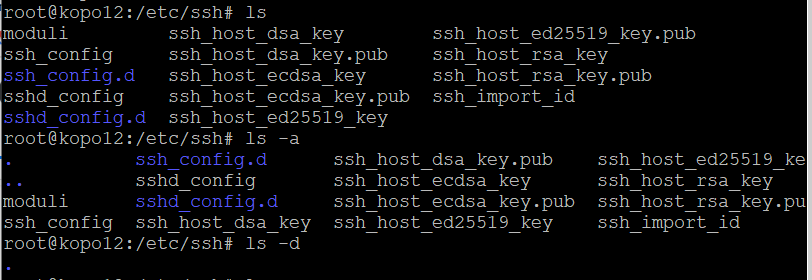 root@kopo12:/etc/ssh# ls
moduli ssh_host_dsa_key ssh_host_ed25519_key.pub
ssh_config ssh_host_dsa_key.pub ssh_host_rsa_key
ssh_config.d ssh_host_ecdsa_key ssh_host_rsa_key.pub
sshd_config ssh_host_ecdsa_key.pub ssh_import_id
sshd_config.d ssh_host_ed25519_key
root@kopo12:/etc/ssh# ls -a
. ssh_config.d ssh_host_dsa_key.pub ssh_host_ed25519_ke
.. sshd_config ssh_host_ecdsa_key ssh_host_rsa_key
moduli sshd_config.d ssh_host_ecdsa_key.pub ssh_host_rsa_key.pu
ssh_config ssh_host_dsa_key ssh_host_ed25519_key ssh_import_id
root@kopo12:/etc/ssh# ls -d
.